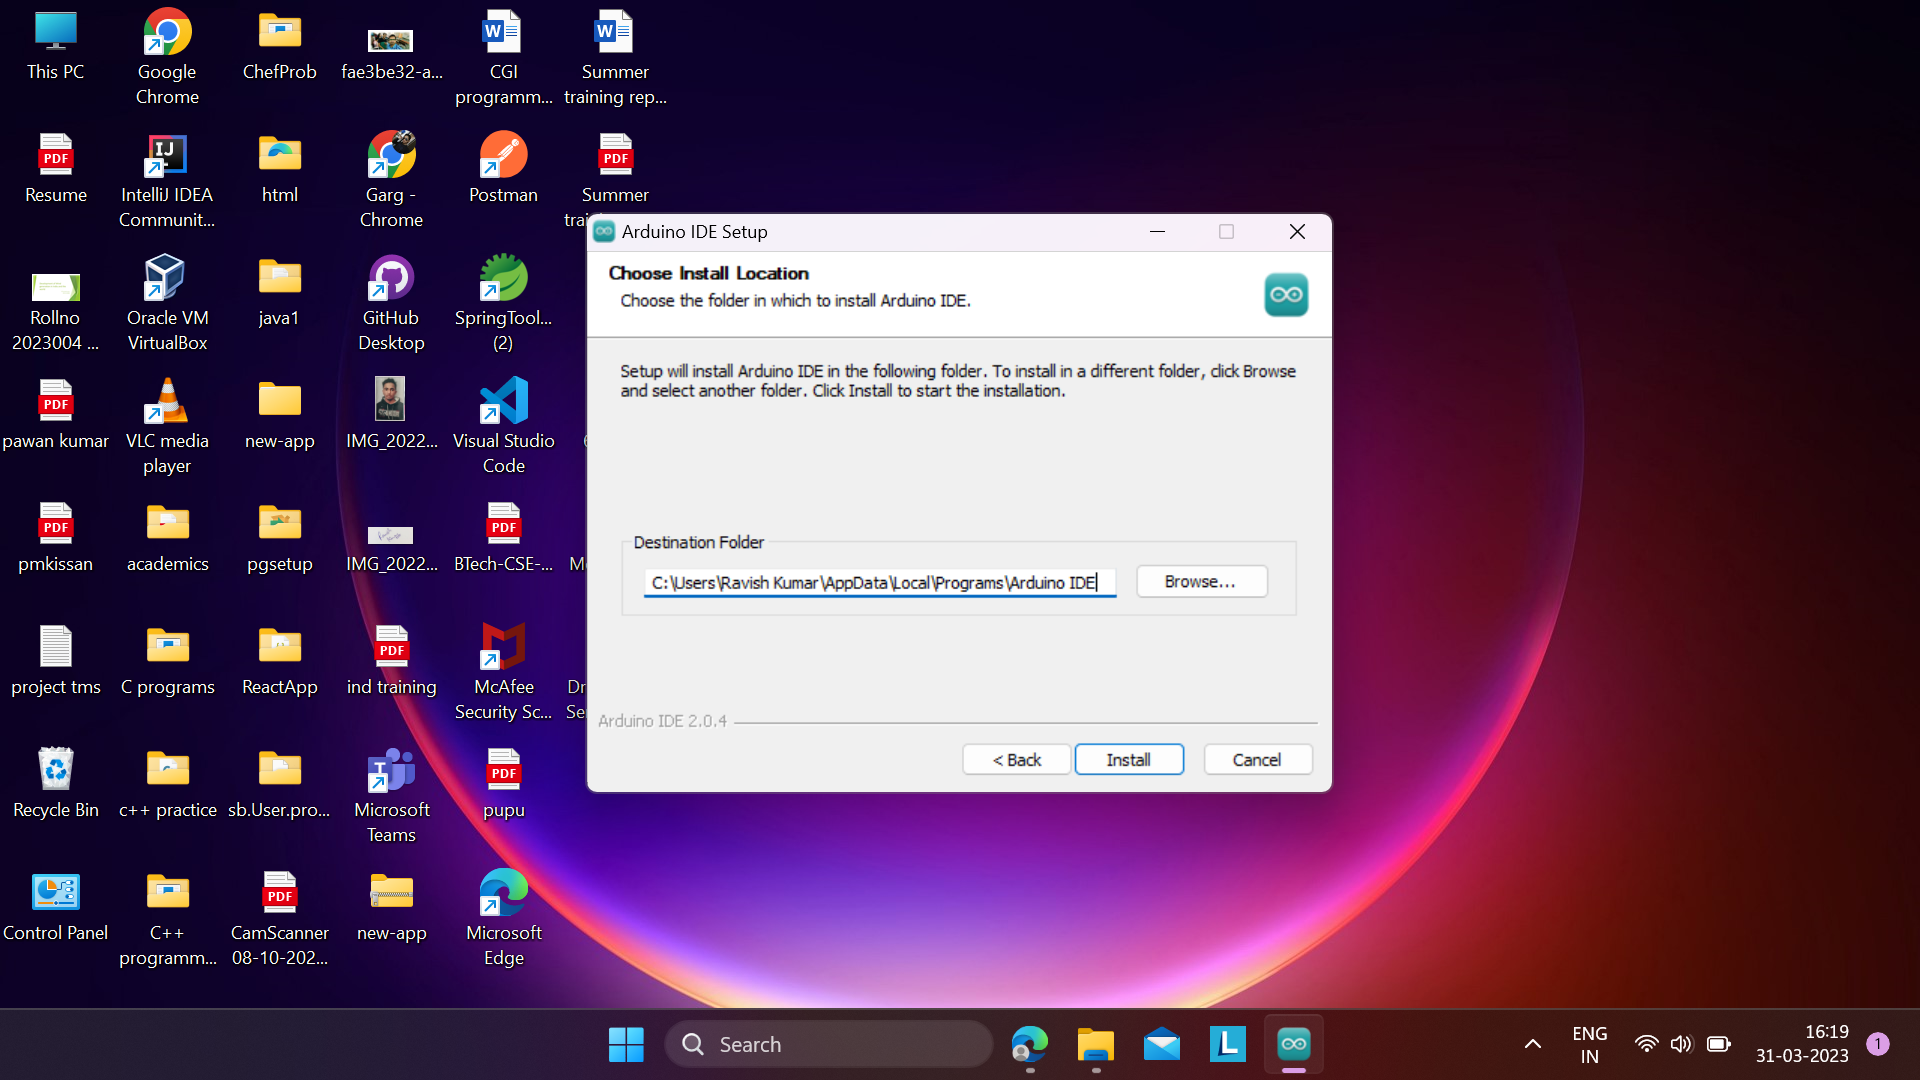 This PC
Google
Chrome
ChefProb
fae3be32-a...
CGI
programm...
Summer
training rep...
Resume
IntelliJ IDEA
Communit...
html
Garg -
Chrome
Postman
Summer
Rollno
2023004 ...
Oracle VM
VirtualBox
java1
GitHub
Desktop
SpringTool...
(2)
pawan kumar
VLC media
player
new-app
IMG_2022...
Visual Studio
Code
pmkissan
academics
pgsetup
IMG_2022...
BTech-CSE-...
project tms
C programs
ReactApp
ind training
McAfee
Security Sc...
Recycle Bin
c++ practice
sb.User.pro...
Microsoft
Teams
pupu
Control Panel
C++
programm...
CamScanner
08-10-202...
new-app
Microsoft
Edge
Arduino IDE Setup
Choose Install Location
Choose the folder in which to install Arduino IDE.
Setup will install Arduino IDE in the following folder. To install in a different folder, click Browse
and select another folder. Click Install to start the installation.
Destination Folder
C:\Users\Ravish Kumar\AppData\Local\Programs\Arduino IDE
Browse...
Arduino IDE 2.0.4
< Back
Install
Cancel
Search
ENG
IN
16:19
31-03-2023
1